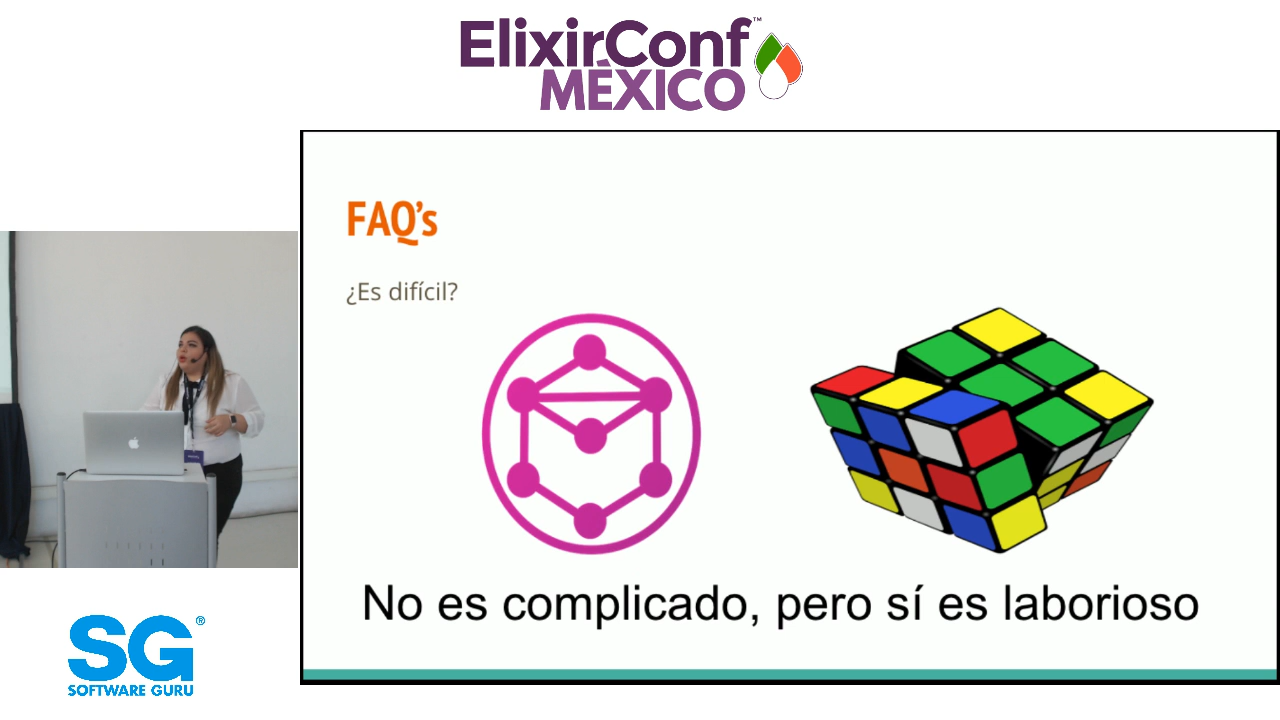 ElixirConf™
MÉXICO
FAQ's
¿Es difícil?
No es complicado, pero sí es laborioso
SG®
SOFTWARE GURU